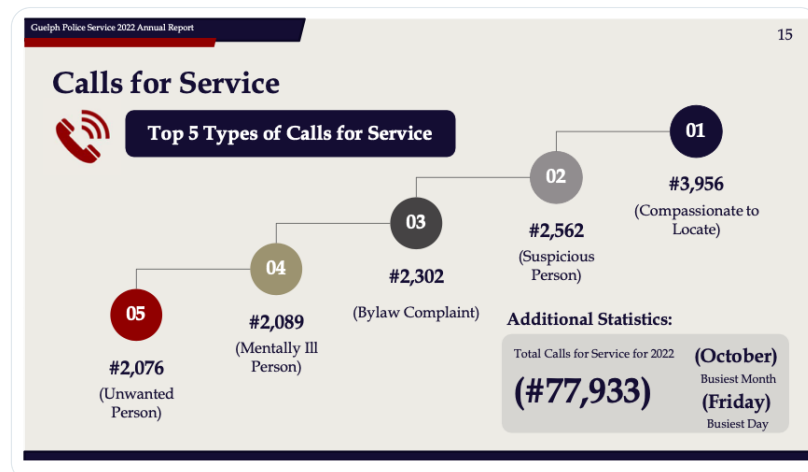 Guelph Police Service 2022 Annual Report
15
Calls for Service
Top 5 Types of Calls for Service
01
#3,956
(Compassionate to
Locate)
02
#2,562
(Suspicious
Person)
03
#2,302
(Bylaw Complaint)
04
#2,089
(Mentally Ill
Person)
05
#2,076
(Unwanted
Person)
Additional Statistics:
Total Calls for Service for 2022
(#77,933)
(October)
Busiest Month
(Friday)
Busiest Day